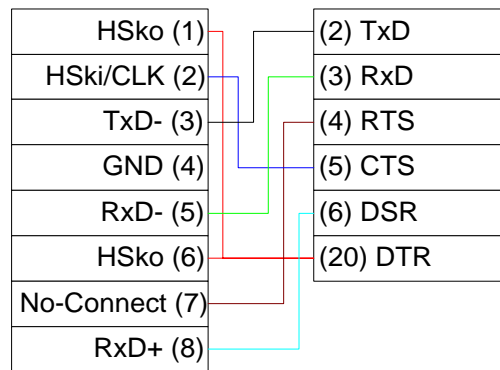 HSko (1)
HSki/CLK (2)
TxD- (3)
GND (4)
RxD- (5)
HSko (6)
No-Connect (7)
RxD+ (8)
(2) TxD
(3) RxD
(4) RTS
(5) CTS
(6) DSR
(20) DTR